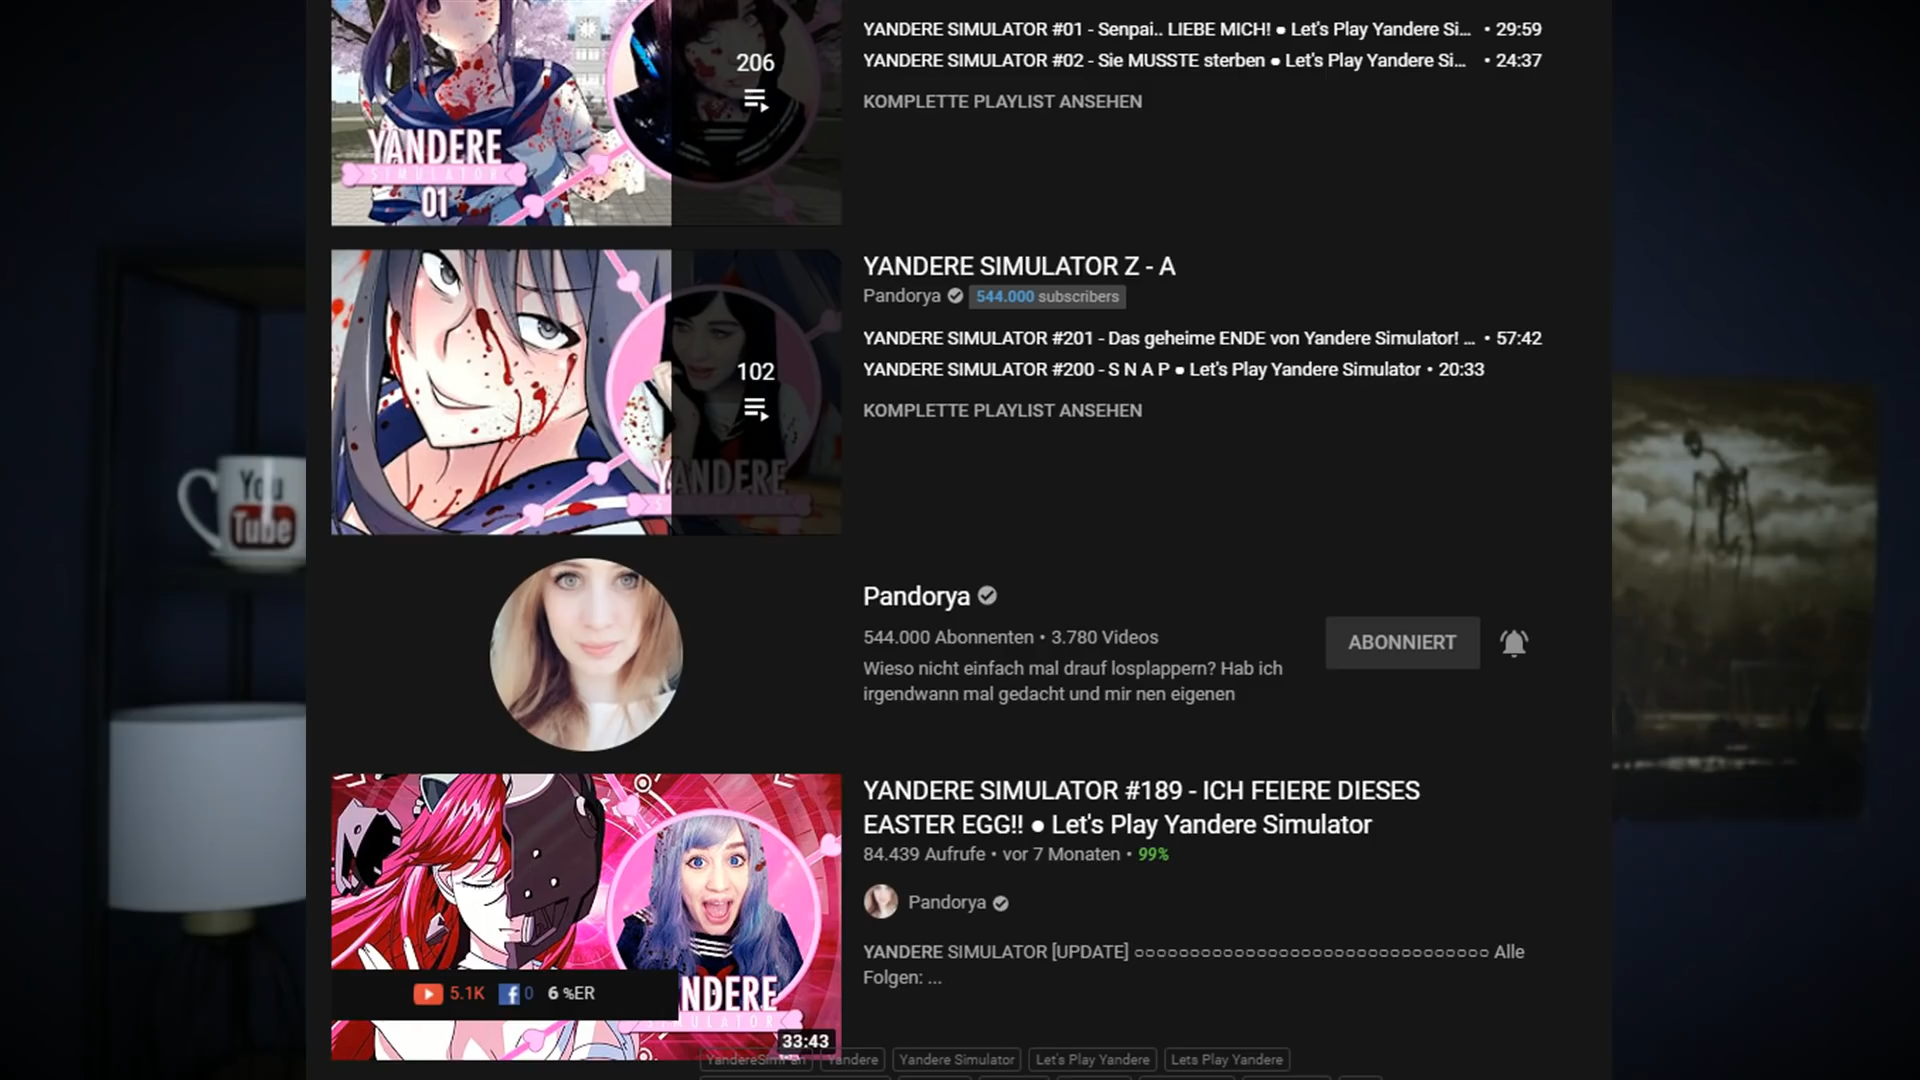 YANDERE SIMULATOR #01 - Senpai.. LIEBE MICH! ● Let's Play Yandere Si... • 29:59
YANDERE SIMULATOR #02 - Sie MUSSTE sterben ● Let's Play Yandere Si... • 24:37
KOMPLETTE PLAYLIST ANSEHEN
206
YANDERE
SIMULATOR
01
YANDERE SIMULATOR Z - A
Pandorya 544.000 subscribers
YANDERE SIMULATOR #201 - Das geheime ENDE von Yandere Simulator! ... • 57:42
YANDERE SIMULATOR #200 - S N A P ● Let's Play Yandere Simulator • 20:33
KOMPLETTE PLAYLIST ANSEHEN
102
YANDERE
You
Tube
Pandorya
544.000 Abonnenten • 3.780 Videos
Wieso nicht einfach mal drauf losplappern? Hab ich
irgendwann mal gedacht und mir nen eigenen
ABONNIERT
YANDERE SIMULATOR #189 - ICH FEIERE DIESES
EASTER EGG!! ● Let's Play Yandere Simulator
84.439 Aufrufe • vor 7 Monaten • 99%
Pandorya
YANDERE SIMULATOR [UPDATE] ○○○○○○○○○○○○○○○○○○○○○○○○○○○○○○ Alle
Folgen: ...
5.1K 0 6 %ER
NDERE
SIMULATOR
33:43
YandereSimFan Yandere Yandere Simulator Let's Play Yandere Lets Play Yandere